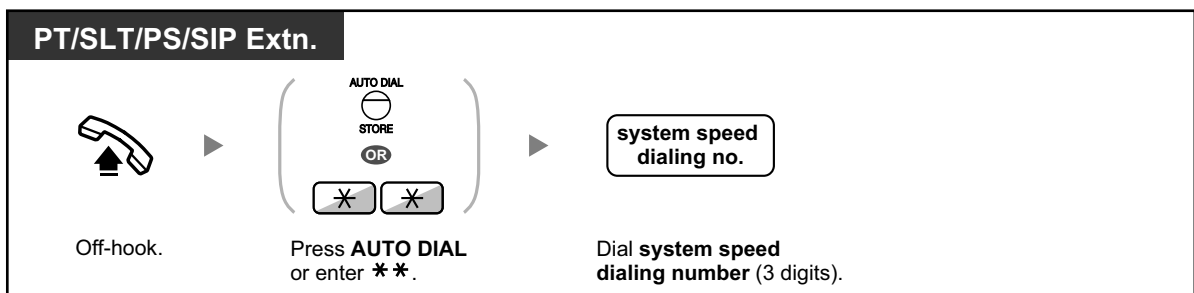 PT/SLT/PS/SIP Extn.
AUTO DIAL
STORE
OR
* *
system speed
dialing no.
Off-hook.
Press AUTO DIAL
or enter * *.
Dial system speed
dialing number (3 digits).